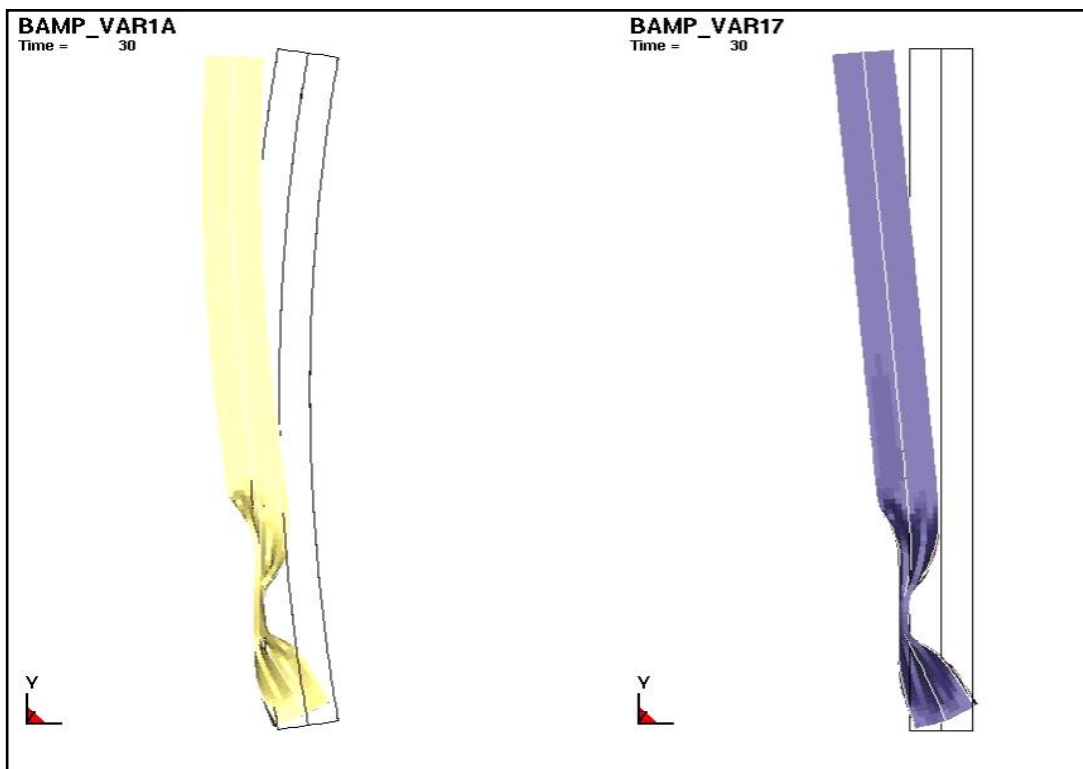 BAMP_VAR1A
Time = 30
Y
BAMP_VAR17
Time = 30
Y